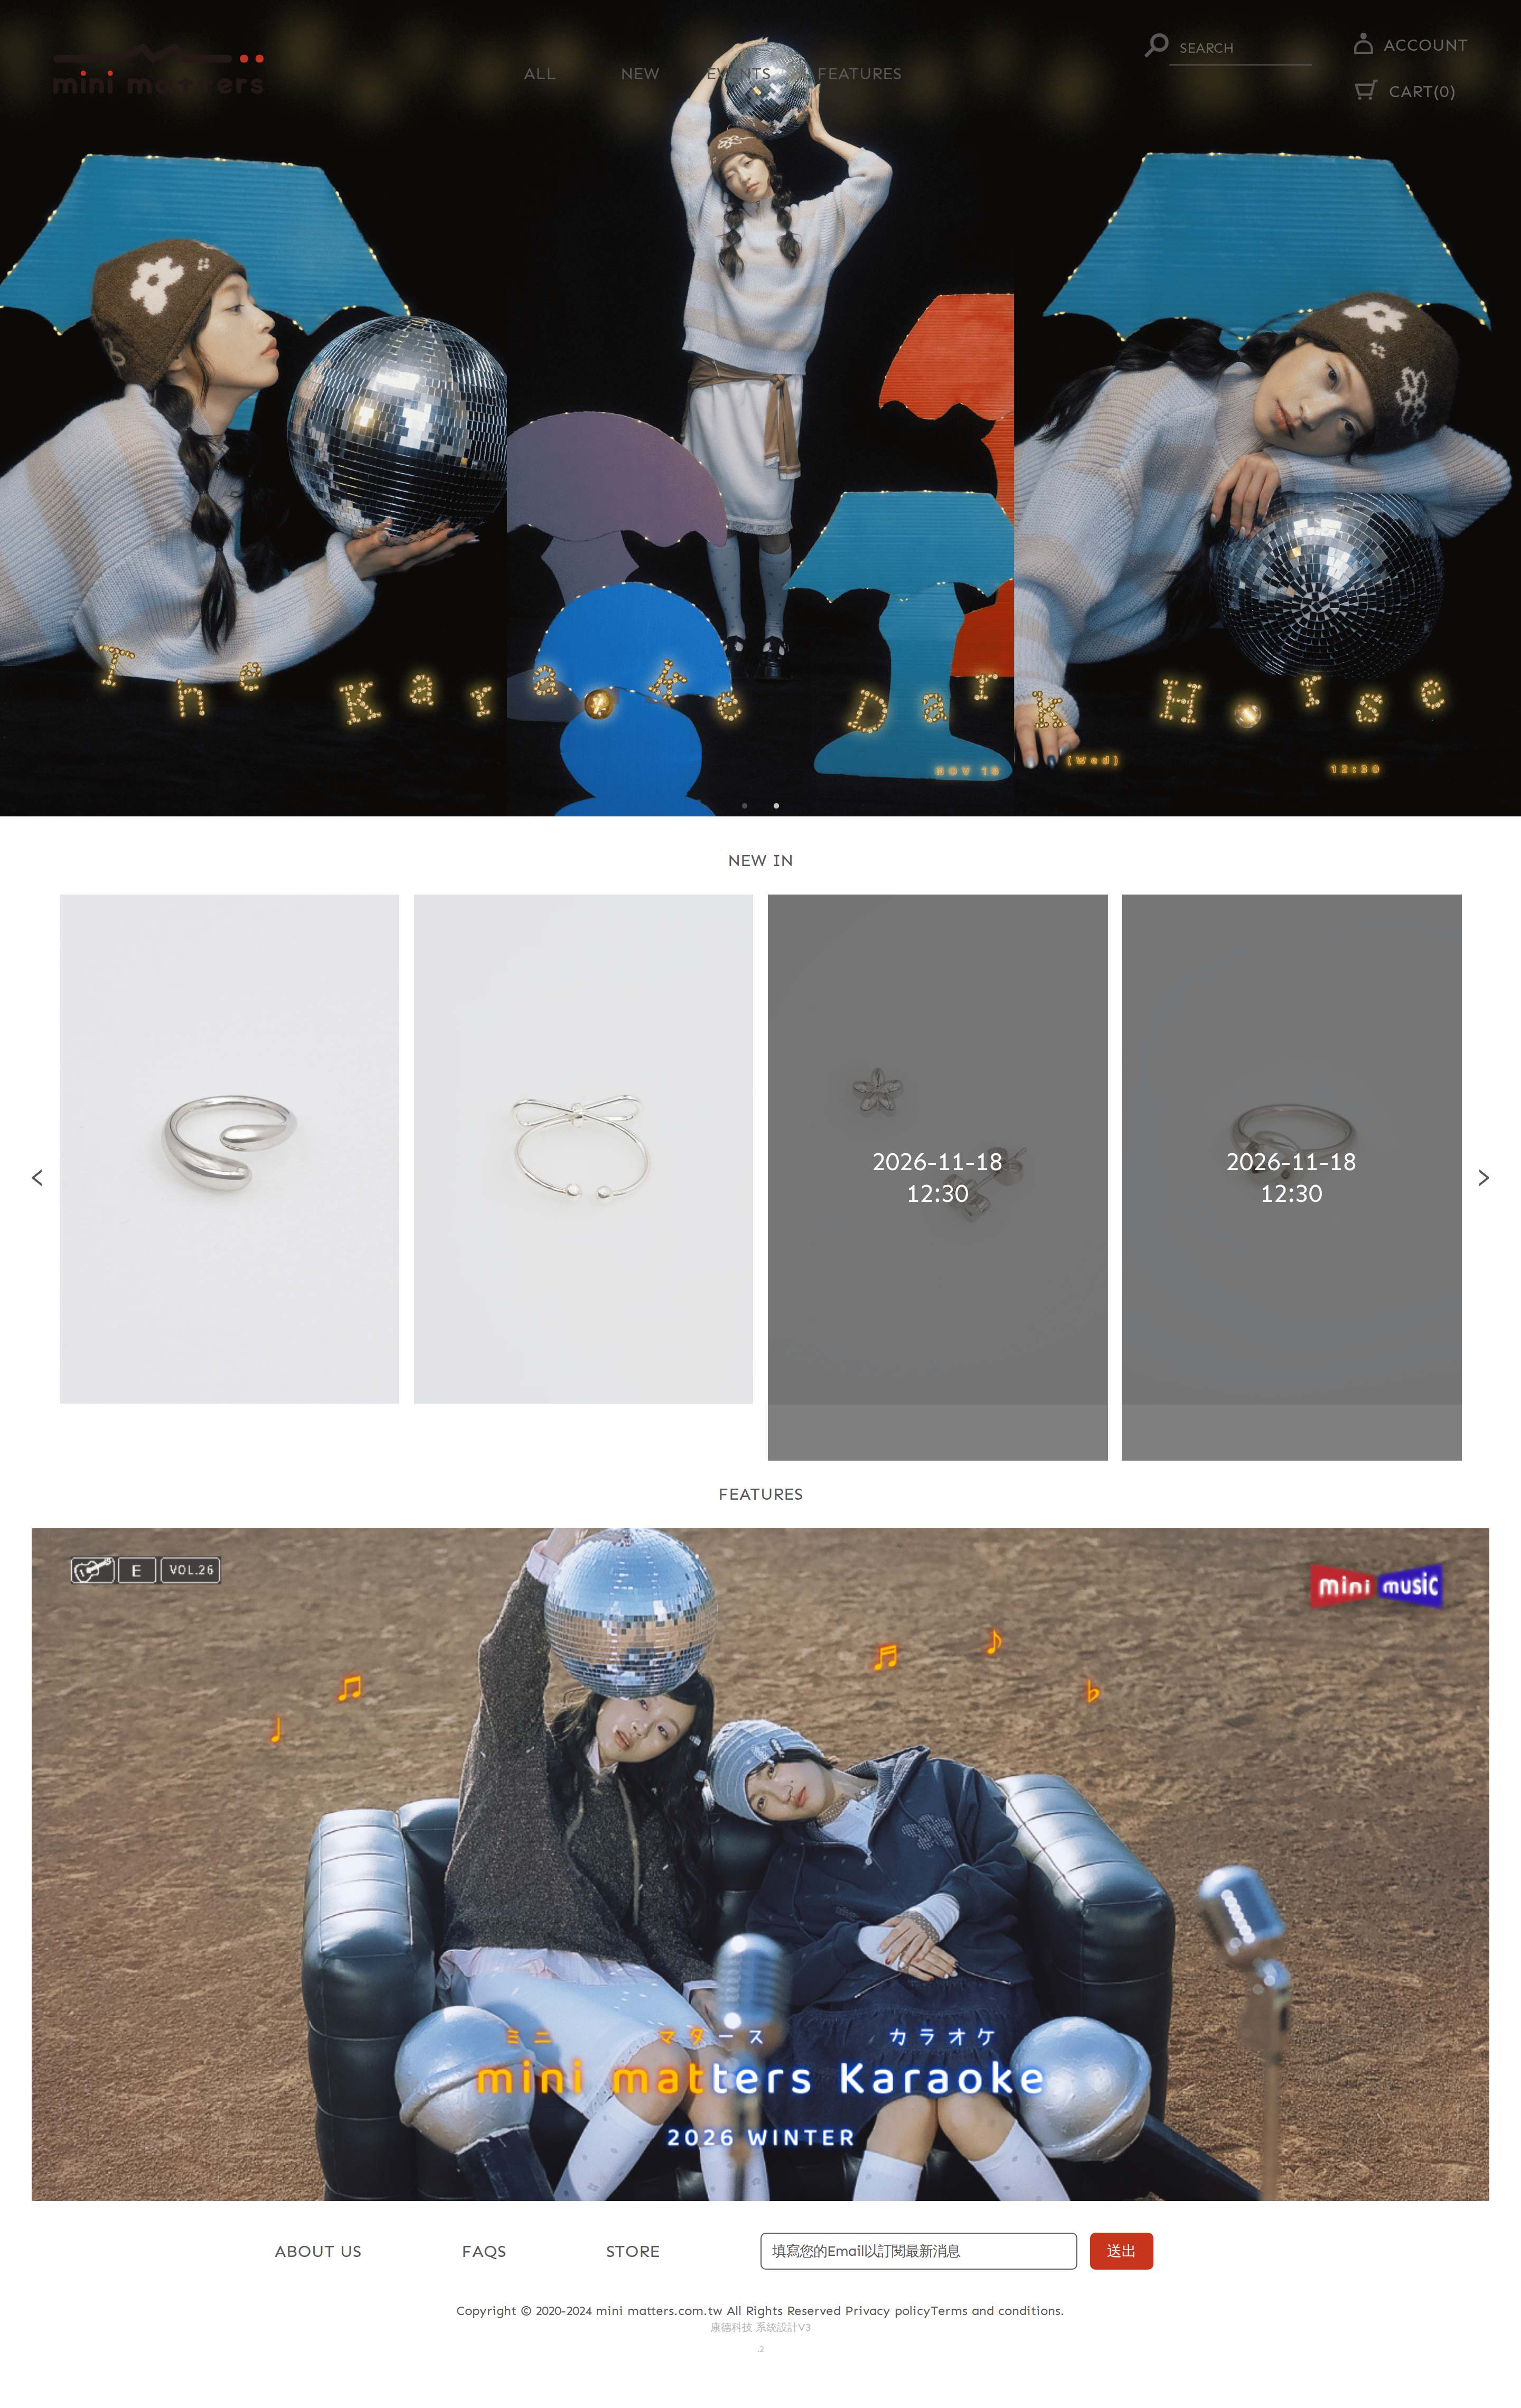 mini matters
ALL
NEW
EVENTS
FEATURES
SEARCH
ACCOUNT
CART(0)
The Karaoke Dark Horse
NOV 18
(Wed)
12:30
NEW IN
2026-11-18
12:30
2026-11-18
12:30
<
>
FEATURES
E
VOL.26
mini music
ミニ マタース カラオケ
mini matters Karaoke
2026 WINTER
ABOUT US
FAQS
STORE
填寫您的Email以訂閱最新消息
送出
Copyright © 2020-2024 mini matters.com.tw All Rights Reserved Privacy policyTerms and conditions.
康德科技 系統設計V3
.2